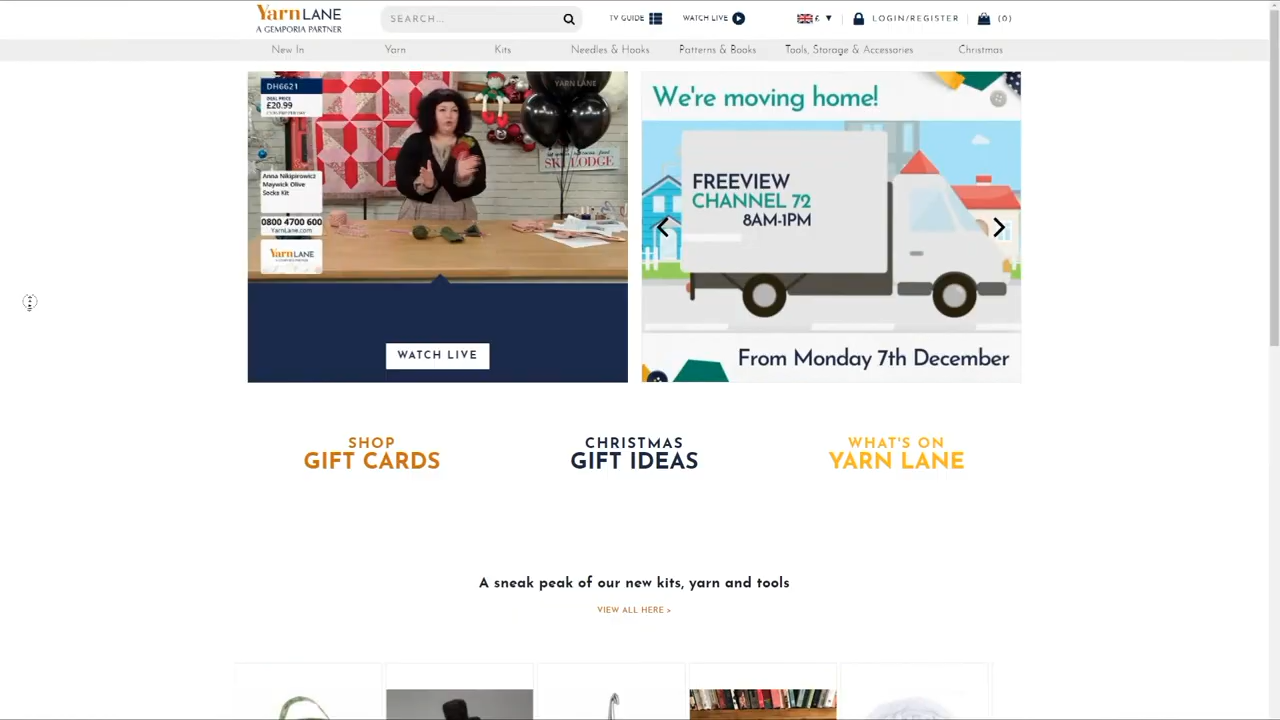 YarnLANE
A GEMPORIA PARTNER
SEARCH...
TV GUIDE
WATCH LIVE
£ ▼
LOGIN/REGISTER
(0)
New In
Yarn
Kits
Needles & Hooks
Patterns & Books
Tools, Storage & Accessories
Christmas
DH6621
DEAL PRICE
£20.99
YARN LANE
SKI LODGE
Anna Nikipirowicz
Maywick Olive
Socks Kit
0800 4700 600
YarnLane.com
YarnLANE
WATCH LIVE
We're moving home!
FREEVIEW
CHANNEL 72
8AM-1PM
From Monday 7th December
SHOP
GIFT CARDS
CHRISTMAS
GIFT IDEAS
WHAT'S ON
YARN LANE
A sneak peak of our new kits, yarn and tools
VIEW ALL HERE >